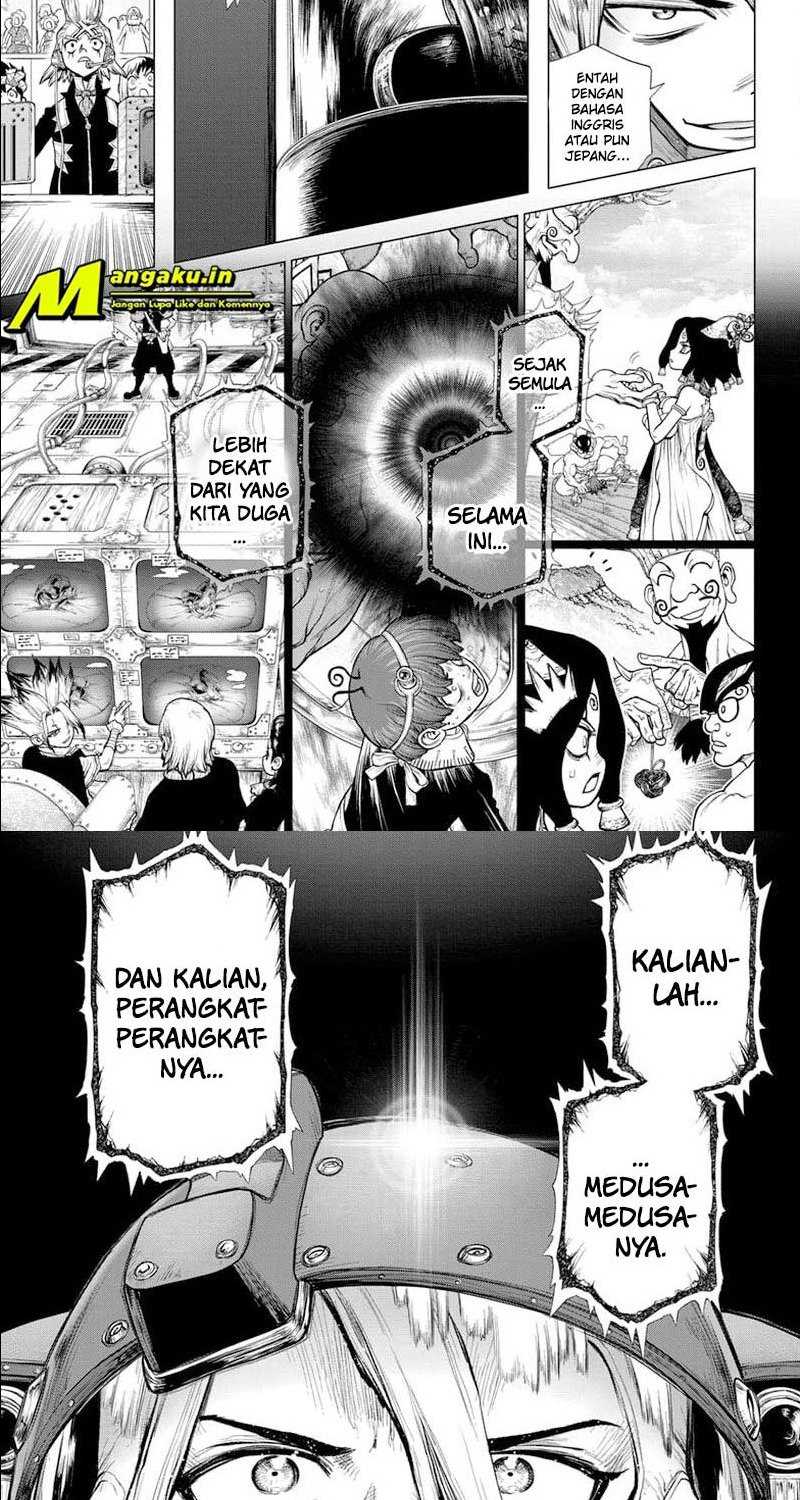 ENTAH
DENGAN
BAHASA
INGGRIS
ATAU PUN
JEPANG...
Mangaku.in
Jangan Lupa Like dan Komennya
SEJAK
SEMULA
...
SELAMA
INI...
LEBIH
DEKAT
DARI YANG
KITA DUGA
...
KALIAN-
LAH...
...
MEDUSA-
MEDUSA-
NYA.
DAN KALIAN,
PERANGKAT-
PERANGKAT-
NYA...